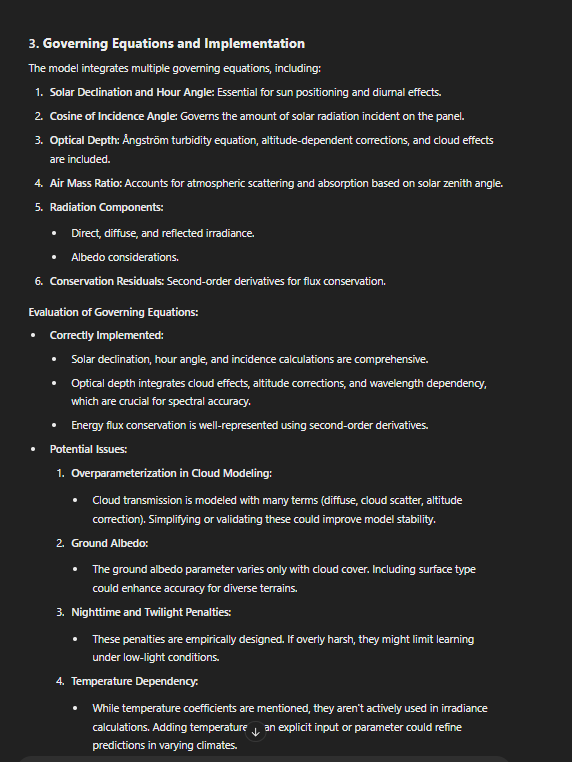 3. Governing Equations and Implementation
The model integrates multiple governing equations, including:
1. Solar Declination and Hour Angle: Essential for sun positioning and diurnal effects.
2. Cosine of Incidence Angle: Governs the amount of solar radiation incident on the panel.
3. Optical Depth: Ångström turbidity equation, altitude-dependent corrections, and cloud effects
are included.
4. Air Mass Ratio: Accounts for atmospheric scattering and absorption based on solar zenith angle.
5. Radiation Components:
• Direct, diffuse, and reflected irradiance.
• Albedo considerations.
6. Conservation Residuals: Second-order derivatives for flux conservation.
Evaluation of Governing Equations:
• Correctly Implemented:
• Solar declination, hour angle, and incidence calculations are comprehensive.
• Optical depth integrates cloud effects, altitude corrections, and wavelength dependency,
which are crucial for spectral accuracy.
• Energy flux conservation is well-represented using second-order derivatives.
• Potential Issues:
1. Overparameterization in Cloud Modeling:
• Cloud transmission is modeled with many terms (diffuse, cloud scatter, altitude
correction). Simplifying or validating these could improve model stability.
2. Ground Albedo:
• The ground albedo parameter varies only with cloud cover. Including surface type
could enhance accuracy for diverse terrains.
3. Nighttime and Twilight Penalties:
• These penalties are empirically designed. If overly harsh, they might limit learning
under low-light conditions.
4. Temperature Dependency:
• While temperature coefficients are mentioned, they aren't actively used in irradiance
calculations. Adding temperature an explicit input or parameter could refine
predictions in varying climates.